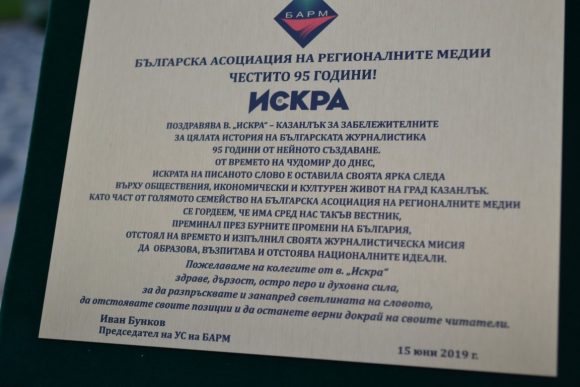 БАРМ
БЪЛГАРСКА АСОЦИАЦИЯ НА РЕГИОНАЛНИТЕ МЕДИИ
ЧЕСТИТО 95 ГОДИНИ!
ИСКРА
ПОЗДРАВЯВА В. „ИСКРА“ – КАЗАНЛЪК ЗА ЗАБЕЛЕЖИТЕЛНИТЕ
ЗА ЦЯЛАТА ИСТОРИЯ НА БЪЛГАРСКАТА ЖУРНАЛИСТИКА
95 ГОДИНИ ОТ НЕЙНОТО СЪЗДАВАНЕ.
ОТ ВРЕМЕТО НА ЧУДОМИР ДО ДНЕС,
ИСКРАТА НА ПИСАНОТО СЛОВО Е ОСТАВИЛА СВОЯТА ЯРКА СЛЕДА
ВЪРХУ ОБЩЕСТВЕНИЯ, ИКОНОМИЧЕСКИ И КУЛТУРЕН ЖИВОТ НА ГРАД КАЗАНЛЪК.
КАТО ЧАСТ ОТ ГОЛЯМОТО СЕМЕЙСТВО НА БЪЛГАРСКА АСОЦИАЦИЯ НА РЕГИОНАЛНИТЕ МЕДИИ
СЕ ГОРДЕЕМ, ЧЕ ИМА СРЕД НАС ТАКЪВ ВЕСТНИК,
ПРЕМИНАЛ ПРЕЗ БУРНИТЕ ПРОМЕНИ НА БЪЛГАРИЯ,
ОТСТОЯЛ НА ВРЕМЕТО И ИЗПЪЛНИЛ СВОЯТА ЖУРНАЛИСТИЧЕСКА МИСИЯ
ДА ОБРАЗОВА, ВЪЗПИТАВА И ОТСТОЯВА НАЦИОНАЛНИТЕ ИДЕАЛИ.
Пожелаваме на колегите от в. „Искра“
здраве, дързост, остро перо и духовна сила,
за да разпръсквате и занапред светлината на словото,
да отстоявате своите позиции и да останете верни докрай на своите читатели.
Иван Бунков
Председател на УС на БАРМ
15 юни 2019 г.